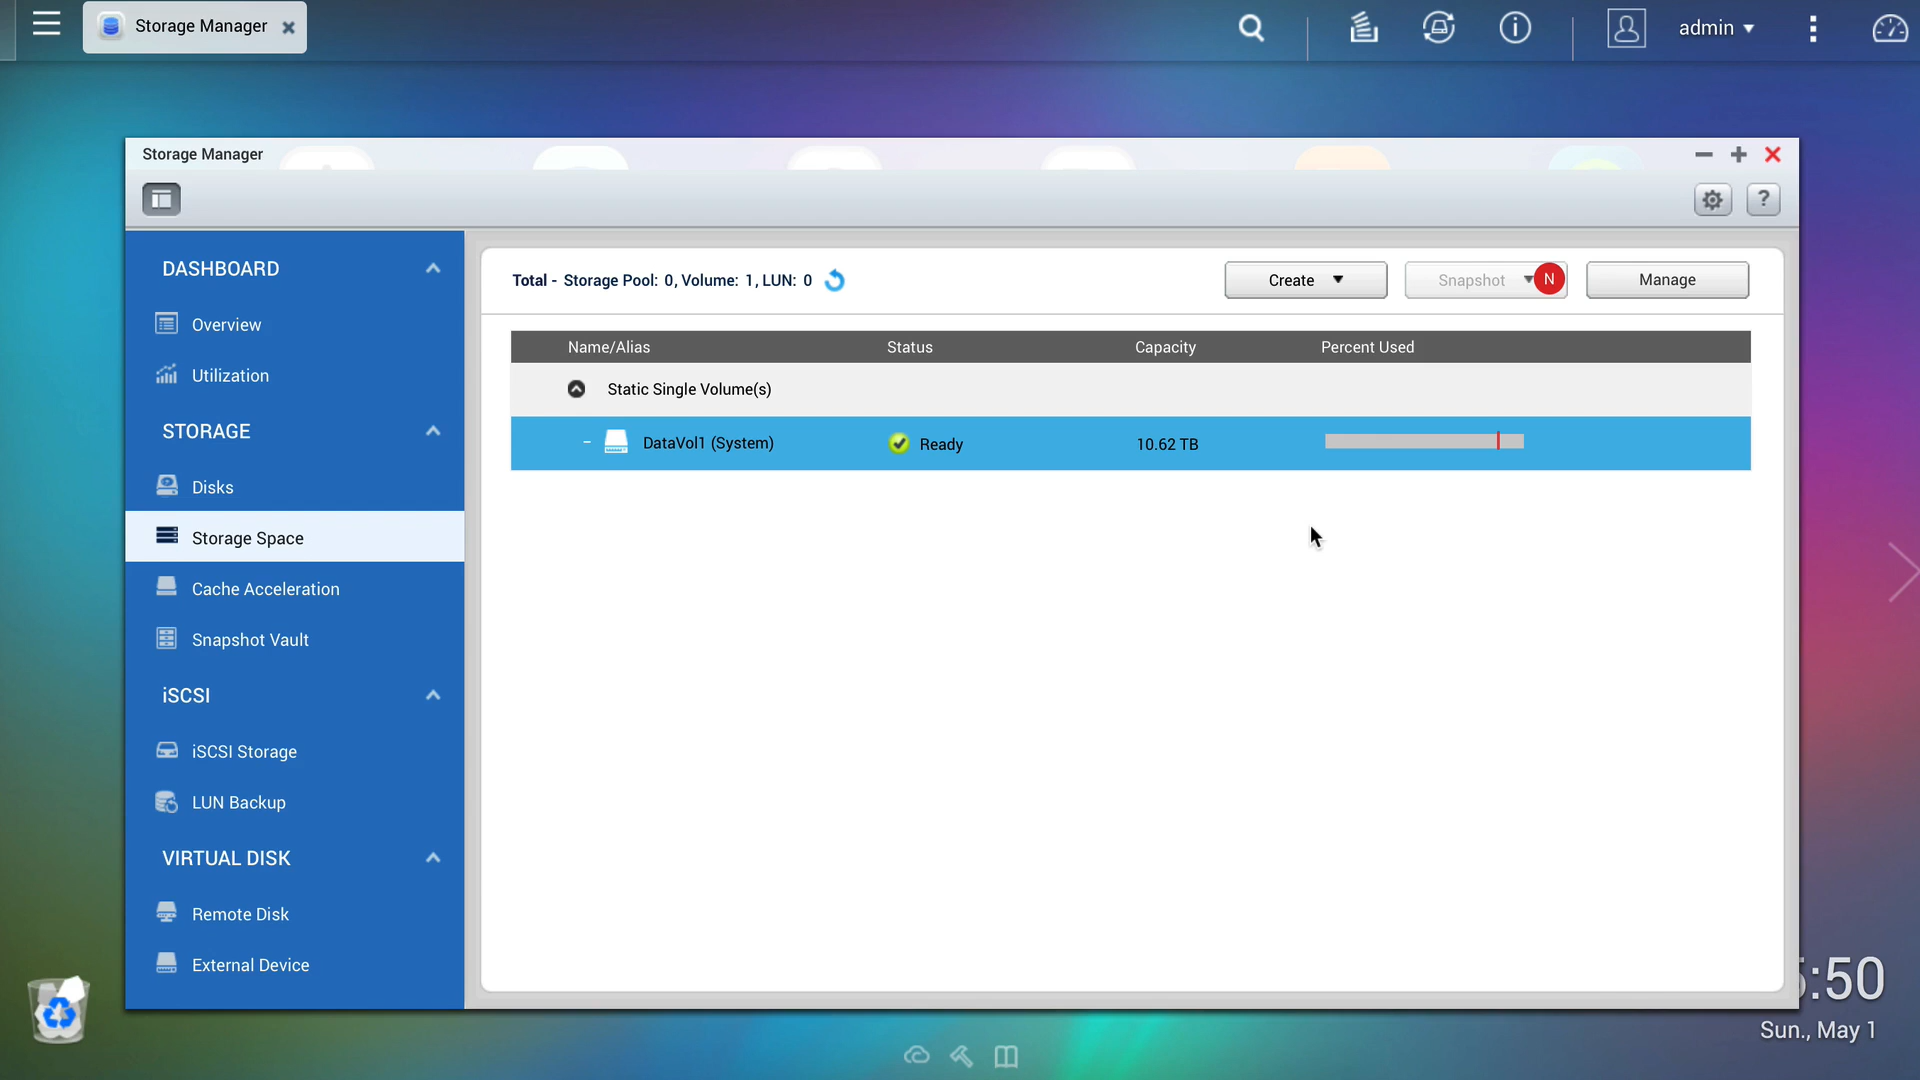 Storage Manager
admin
Storage Manager
?
DASHBOARD
Overview
Utilization
STORAGE
Disks
Storage Space
Cache Acceleration
Snapshot Vault
iSCSI
iSCSI Storage
LUN Backup
VIRTUAL DISK
Remote Disk
External Device
Total - Storage Pool: 0, Volume: 1, LUN: 0
Create
Snapshot
N
Manage
Name/Alias Status Capacity Percent Used
Static Single Volume(s)
DataVol1 (System) Ready 10.62 TB
:50
Sun., May 1